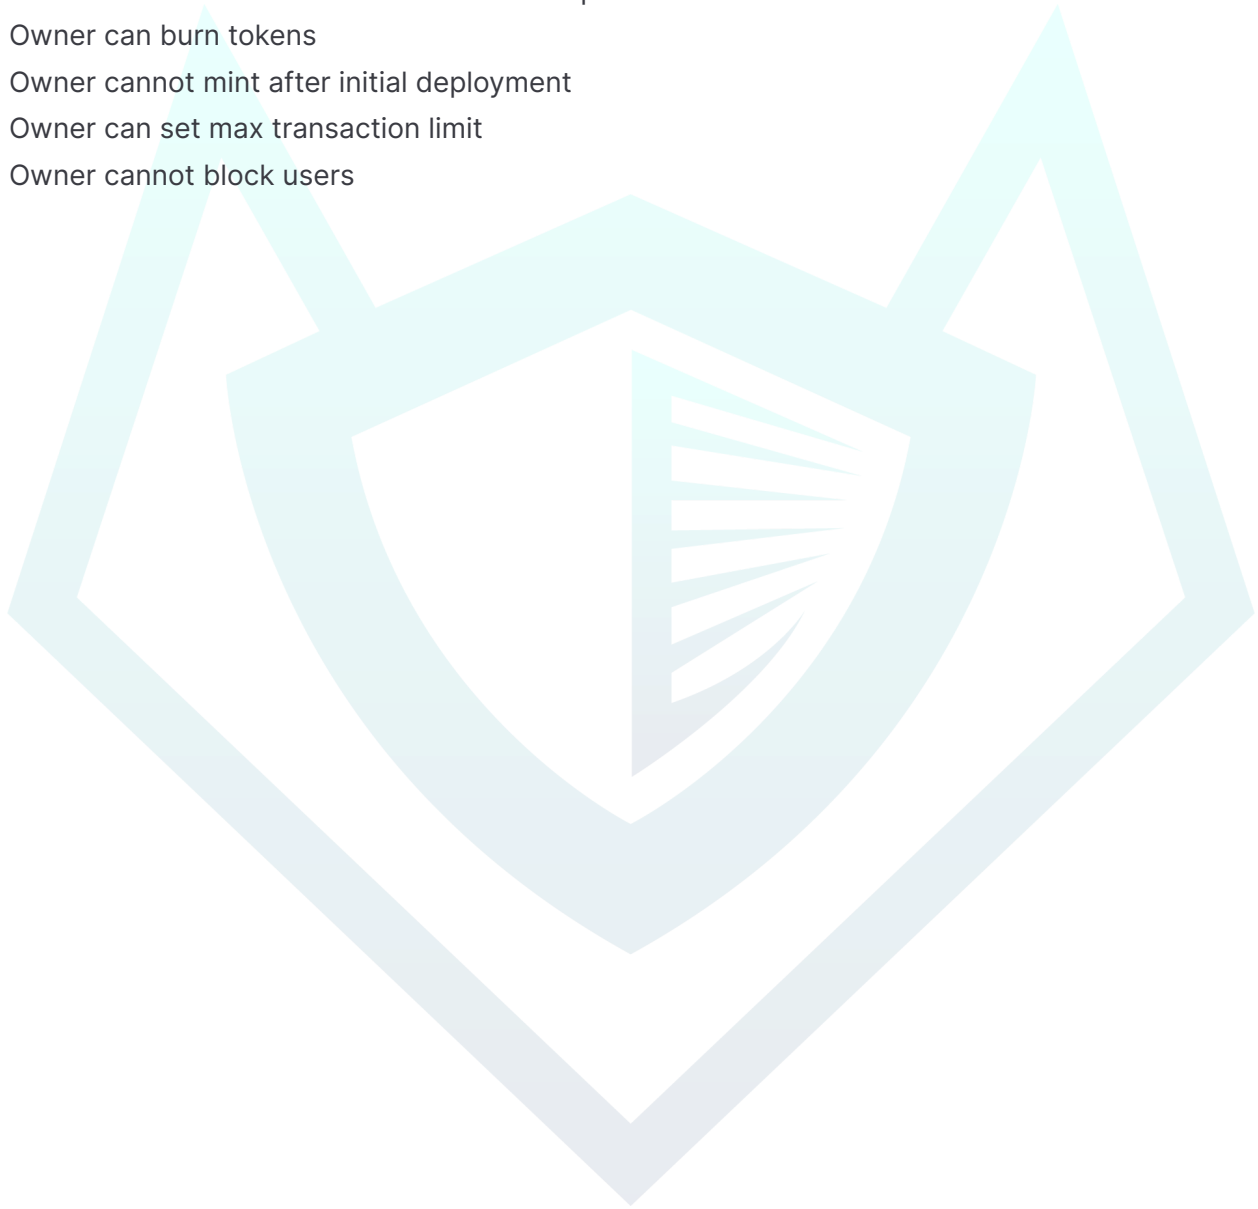 Owner can burn tokens
Owner cannot mint after initial deployment
Owner can set max transaction limit
Owner cannot block users